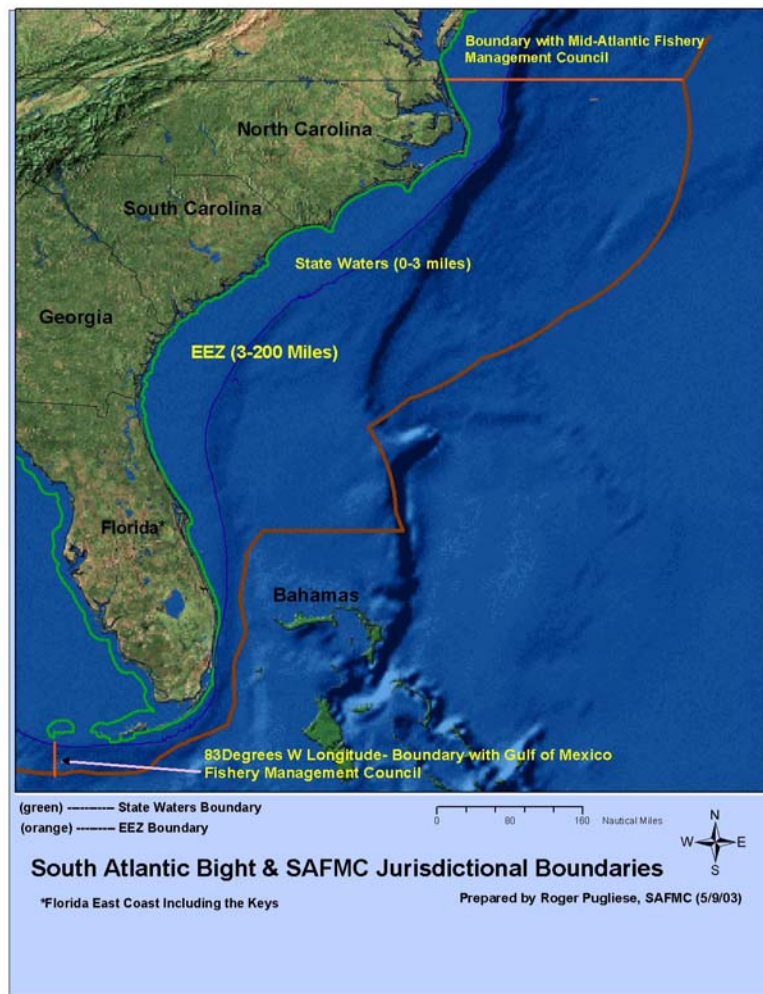 Boundary with Mid-Atlantic Fishery
Management Council
North Carolina
South Carolina
State Waters (0-3 miles)
Georgia
EEZ (3-200 Miles)
Florida*
Bahamas
83Degrees W Longitude- Boundary with Gulf of Mexico
Fishery Management Council
(green) ----------- State Waters Boundary
(orange) --------- EEZ Boundary
0 80 160 Nautical Miles
N
W E
S
South Atlantic Bight & SAFMC Jurisdictional Boundaries
*Florida East Coast Including the Keys
Prepared by Roger Pugliese, SAFMC (5/9/03)